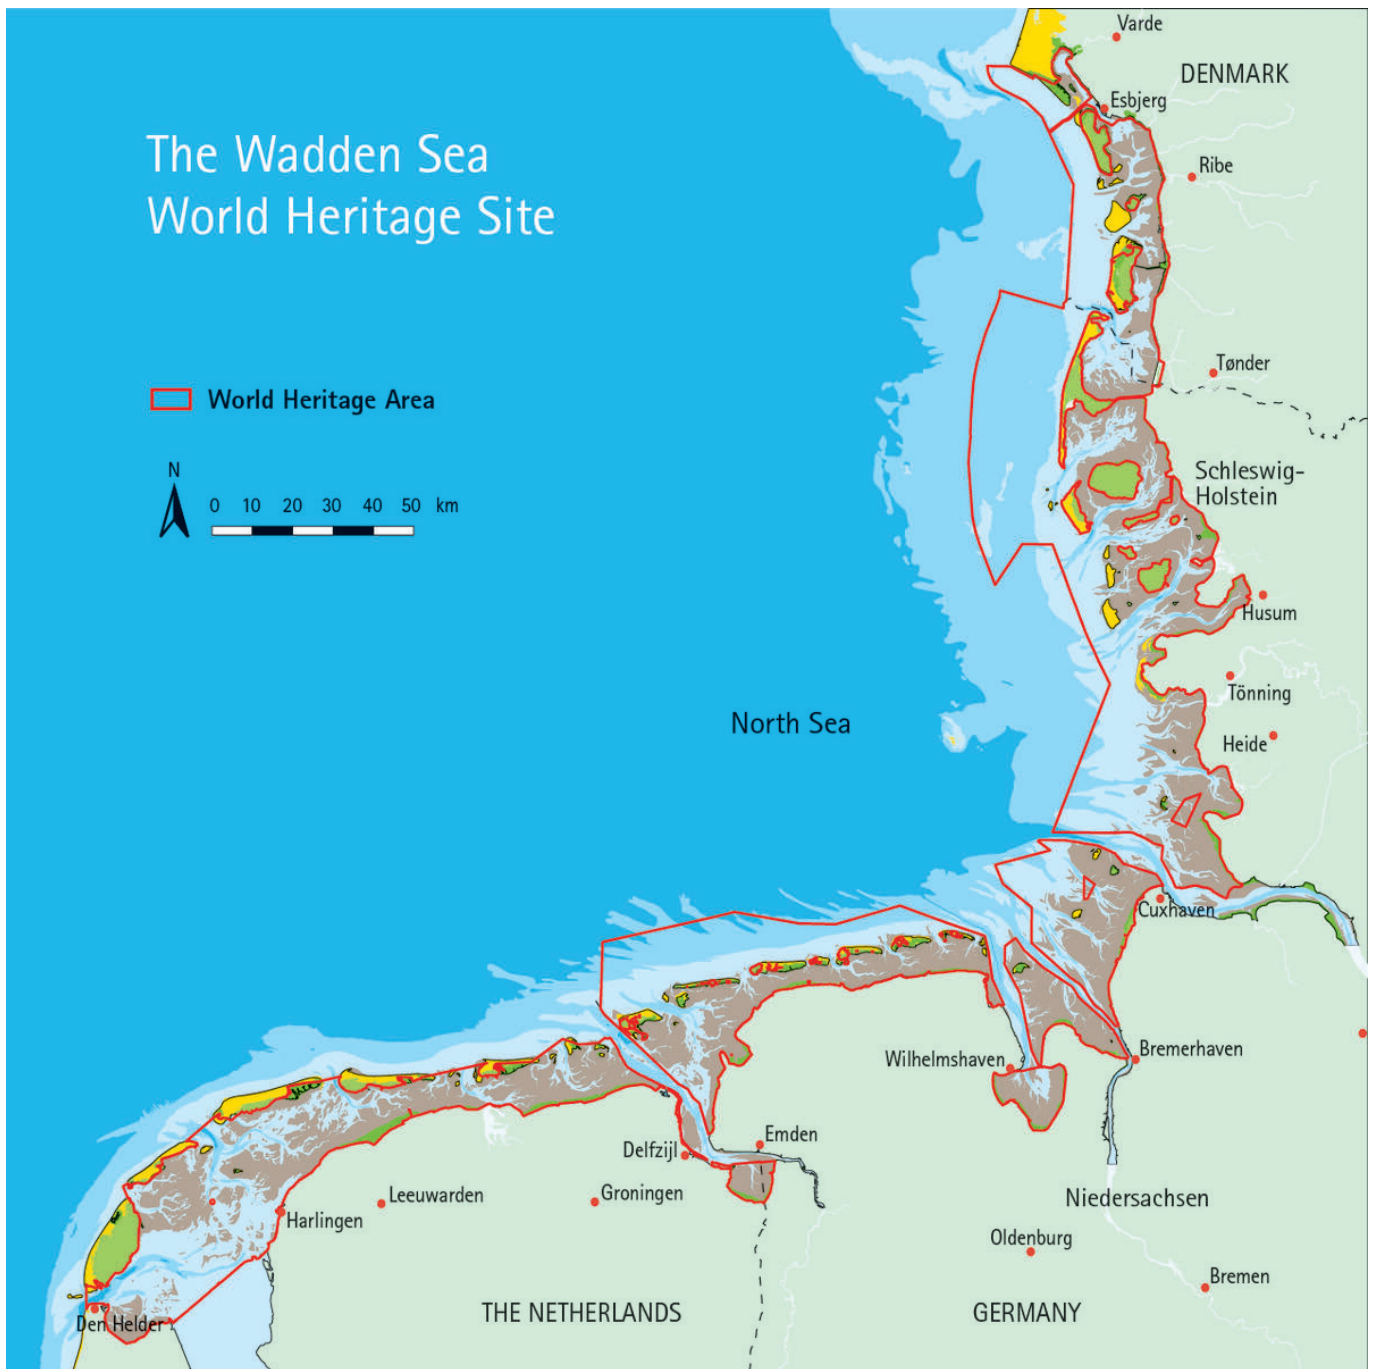 Varde
DENMARK
Esbjerg
The Wadden Sea
World Heritage Site
Ribe
Tønder
World Heritage Area
N
0 10 20 30 40 50 km
Schleswig-
Holstein
Husum
Tönning
North Sea
Heide
Cuxhaven
Wilhelmshaven
Bremerhaven
Emden
Delfzijl
Leeuwarden
Groningen
Niedersachsen
Harlingen
Oldenburg
Bremen
THE NETHERLANDS
GERMANY
Den Helder